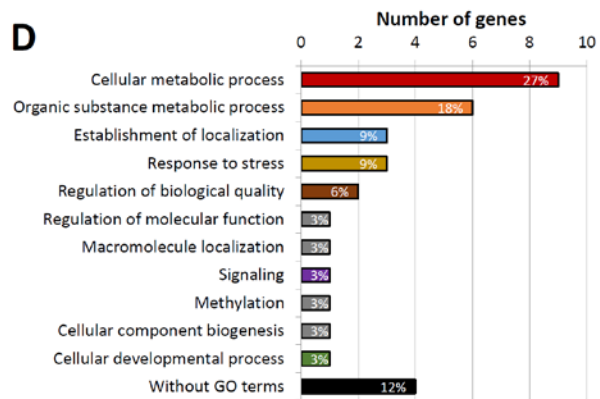 D
Number of genes
0 2 4 6 8 10
Cellular metabolic process 27%
Organic substance metabolic process 18%
Establishment of localization 9%
Response to stress 9%
Regulation of biological quality 6%
Regulation of molecular function 3%
Macromolecule localization 3%
Signaling 3%
Methylation 3%
Cellular component biogenesis 3%
Cellular developmental process 3%
Without GO terms 12%